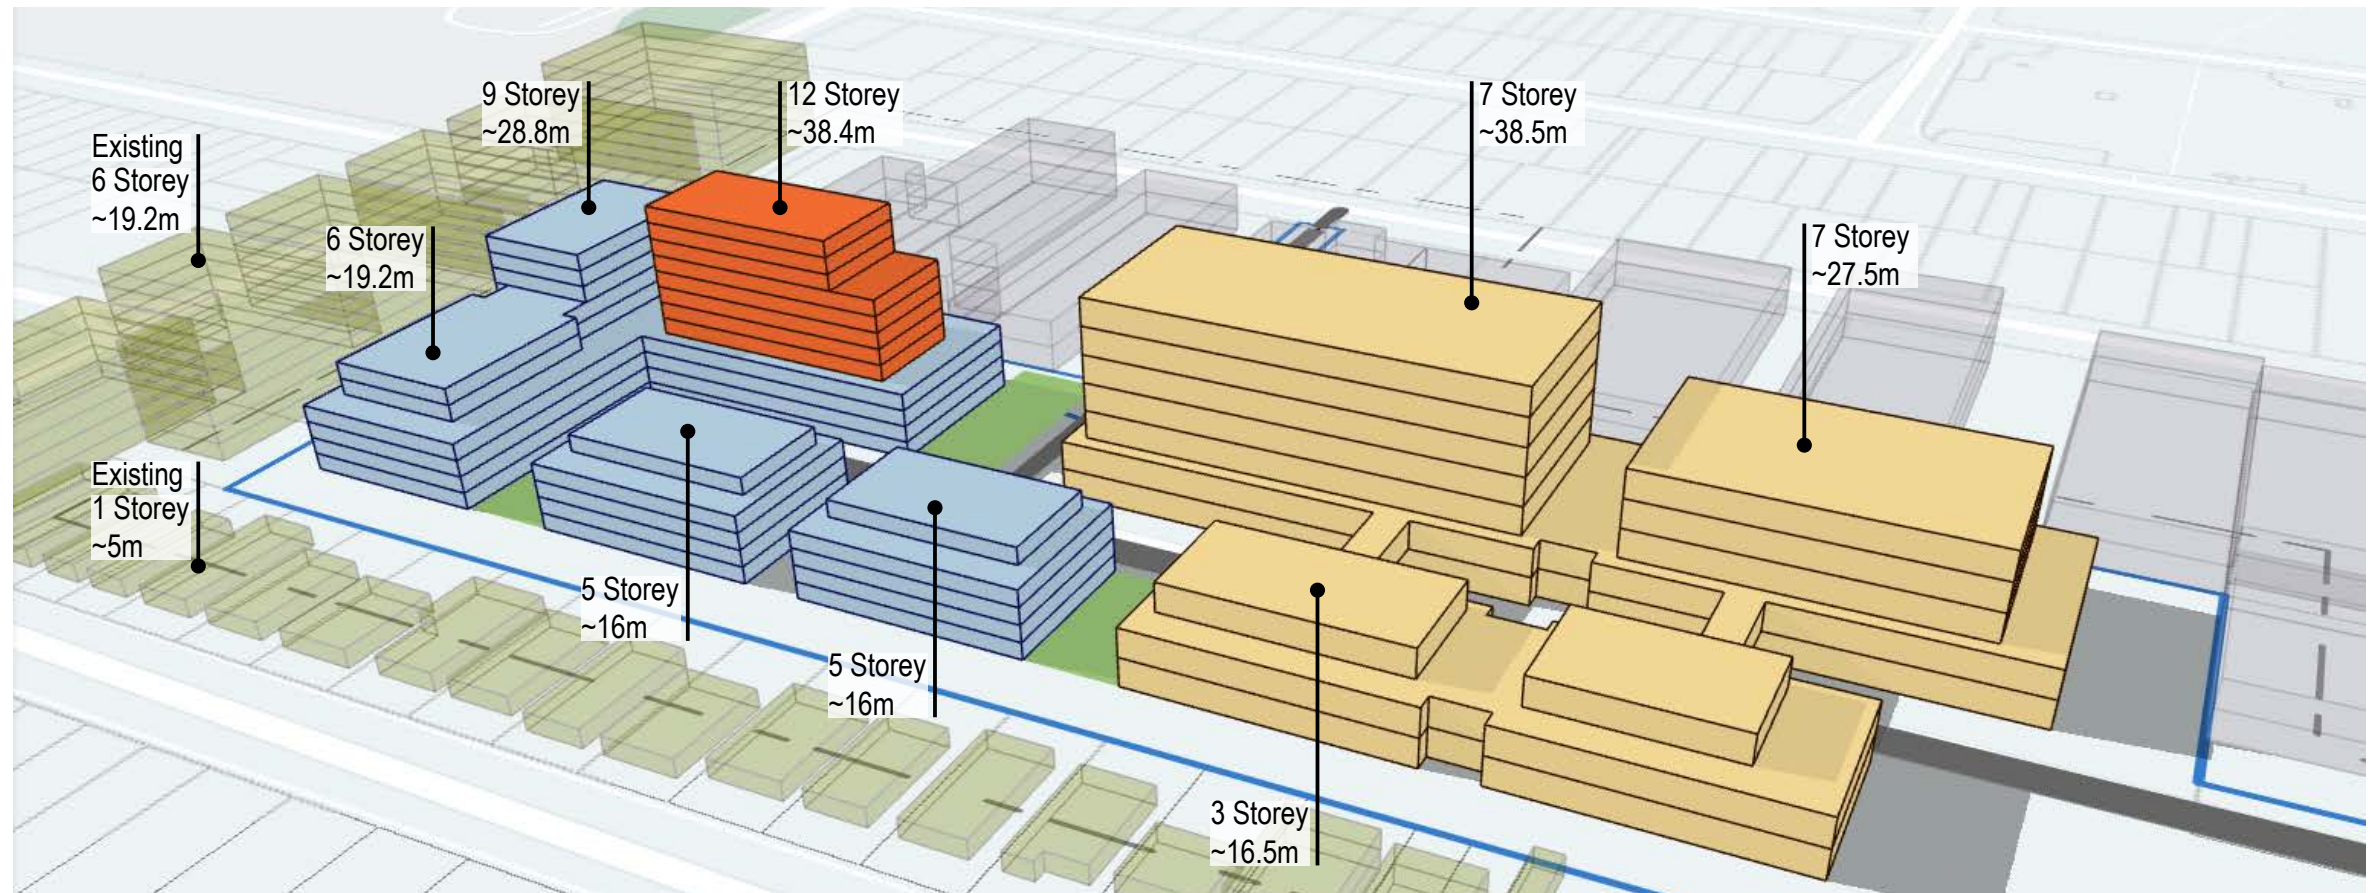 9 Storey
~28.8m
12 Storey
~38.4m
7 Storey
~38.5m
Existing
6 Storey
~19.2m
6 Storey
~19.2m
7 Storey
~27.5m
Existing
1 Storey
~5m
5 Storey
~16m
5 Storey
~16m
3 Storey
~16.5m